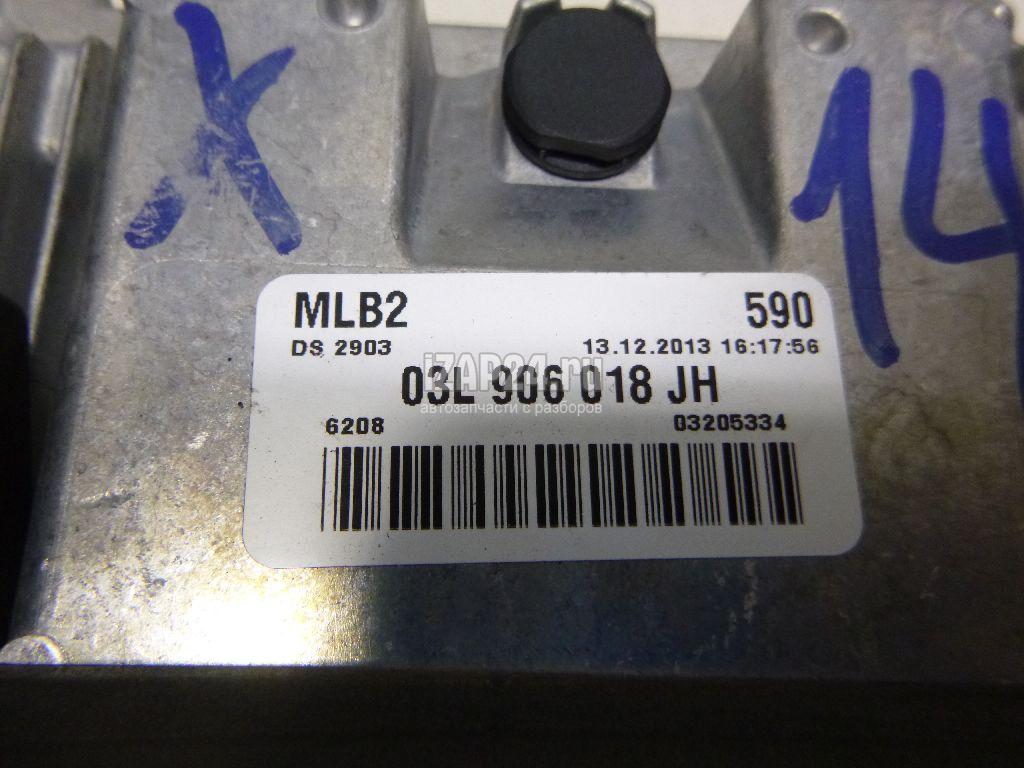 X 14
MLB2 590
DS 2903 13.12.2013 16:17:56
iZAP24.ru
03L 906 018 JH
автозапчасти с разборов
6208 03205334